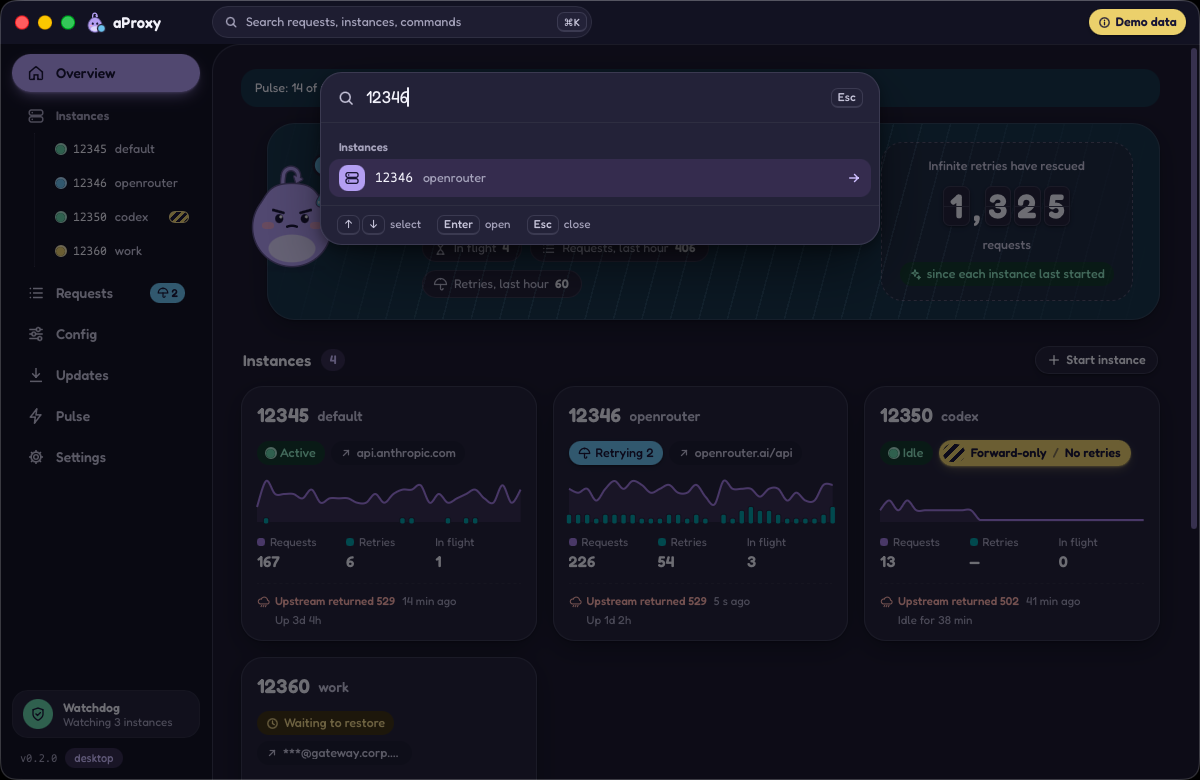 aProxy
Search requests, instances, commands
⌘K
Demo data
Overview
Instances
12345 default
12346 openrouter
12350 codex
12360 work
Requests
2
Config
Updates
Pulse
Settings
Watchdog
Watching 3 instances
v0.2.0 desktop
Pulse: 14 of
12346
Esc
Instances
12346 openrouter
↑ ↓ select Enter open Esc close
In flight 4
Requests, last hour 406
Retries, last hour 60
Infinite retries have rescued
1,325
requests
since each instance last started
Instances 4
+ Start instance
12345 default
Active
api.anthropic.com
Requests Retries In flight
167 6 1
Upstream returned 529 14 min ago
Up 3d 4h
12346 openrouter
Retrying 2
openrouter.ai/api
Requests Retries In flight
226 54 3
Upstream returned 529 5 s ago
Up 1d 2h
12350 codex
Idle
Forward-only / No retries
Requests Retries In flight
13 – 0
Upstream returned 502 41 min ago
Idle for 38 min
12360 work
Waiting to restore
***@gateway.corp....